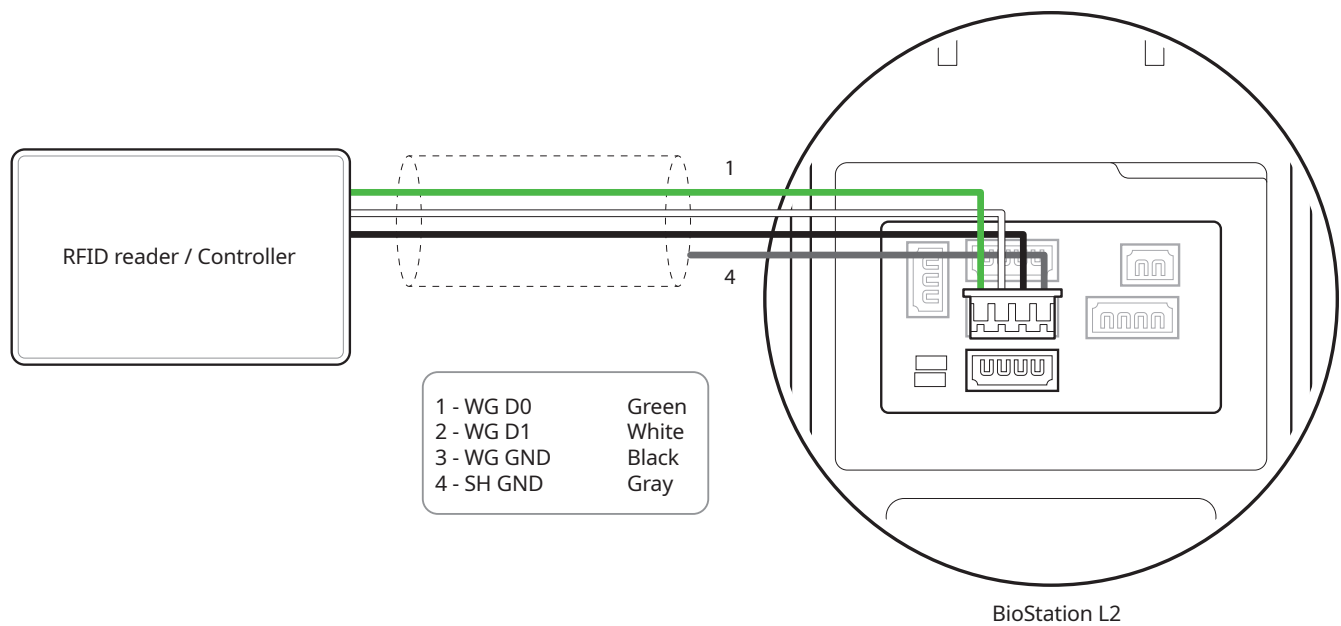 1
RFID reader / Controller
4
1 - WG D0 Green
2 - WG D1 White
3 - WG GND Black
4 - SH GND Gray
BioStation L2